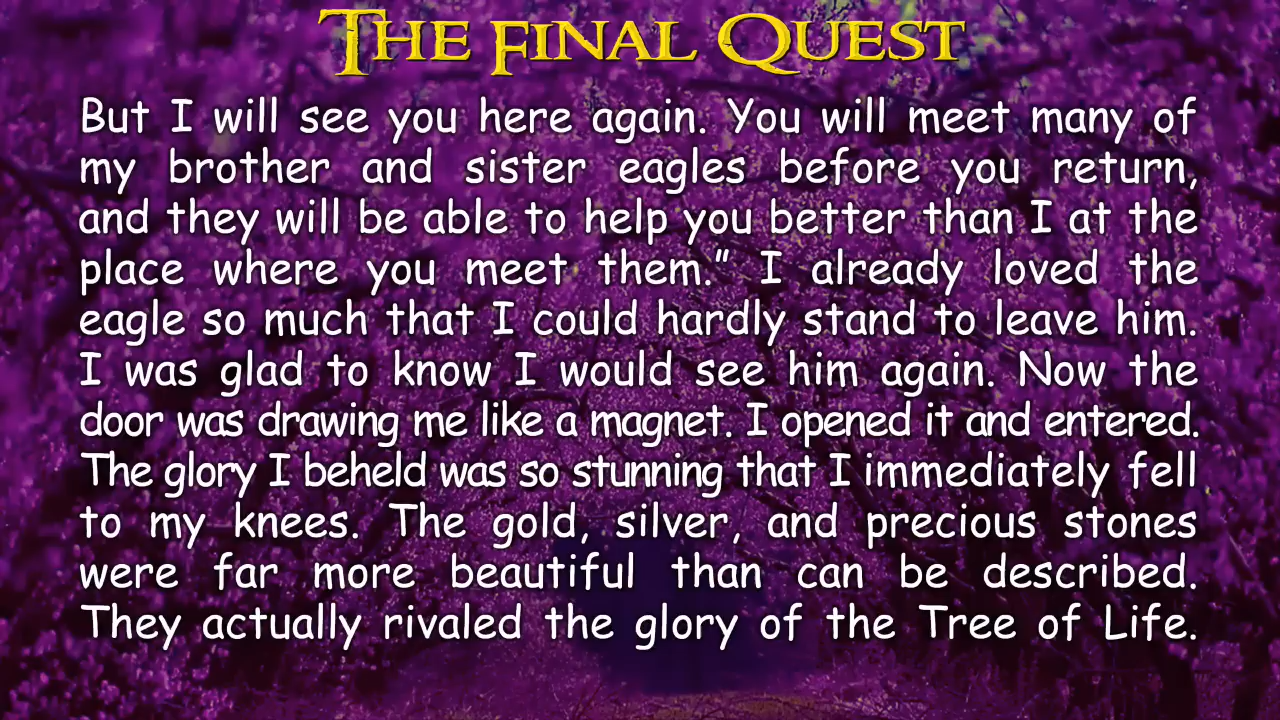 The Final Quest
But I will see you here again. You will meet many of
my brother and sister eagles before you return,
and they will be able to help you better than I at the
place where you meet them.” I already loved the
eagle so much that I could hardly stand to leave him.
I was glad to know I would see him again. Now the
door was drawing me like a magnet. I opened it and entered.
The glory I beheld was so stunning that I immediately fell
to my knees. The gold, silver, and precious stones
were far more beautiful than can be described.
They actually rivaled the glory of the Tree of Life.